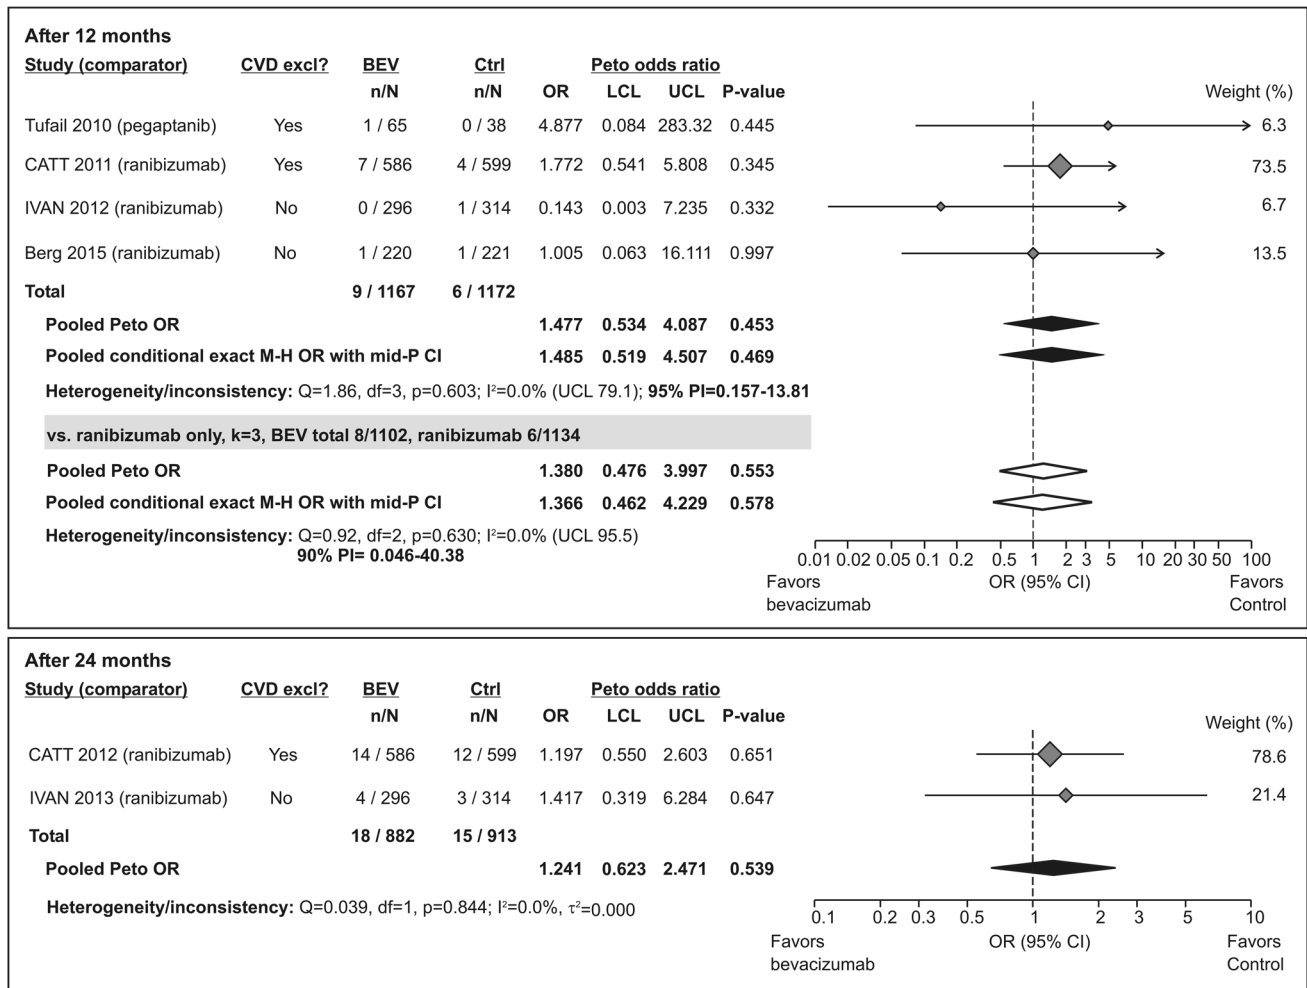 After 12 months
Study (comparator) CVD excl? BEV Ctrl Peto odds ratio
n/N n/N OR LCL UCL P-value Weight (%)
Tufail 2010 (pegaptanib) Yes 1 / 65 0 / 38 4.877 0.084 283.32 0.445 6.3
CATT 2011 (ranibizumab) Yes 7 / 586 4 / 599 1.772 0.541 5.808 0.345 73.5
IVAN 2012 (ranibizumab) No 0 / 296 1 / 314 0.143 0.003 7.235 0.332 6.7
Berg 2015 (ranibizumab) No 1 / 220 1 / 221 1.005 0.063 16.111 0.997 13.5
Total 9 / 1167 6 / 1172
Pooled Peto OR 1.477 0.534 4.087 0.453
Pooled conditional exact M-H OR with mid-P CI 1.485 0.519 4.507 0.469
Heterogeneity/inconsistency: Q=1.86, df=3, p=0.603; I²=0.0% (UCL 79.1); 95% PI=0.157-13.81
vs. ranibizumab only, k=3, BEV total 8/1102, ranibizumab 6/1134
Pooled Peto OR 1.380 0.476 3.997 0.553
Pooled conditional exact M-H OR with mid-P CI 1.366 0.462 4.229 0.578
Heterogeneity/inconsistency: Q=0.92, df=2, p=0.630; I²=0.0% (UCL 95.5)
90% PI= 0.046-40.38
0.01 0.02 0.05 0.1 0.2 0.5 1 2 3 5 10 20 30 50 100
Favors OR (95% CI) Favors
bevacizumab Control
After 24 months
Study (comparator) CVD excl? BEV Ctrl Peto odds ratio
n/N n/N OR LCL UCL P-value Weight (%)
CATT 2012 (ranibizumab) Yes 14 / 586 12 / 599 1.197 0.550 2.603 0.651 78.6
IVAN 2013 (ranibizumab) No 4 / 296 3 / 314 1.417 0.319 6.284 0.647 21.4
Total 18 / 882 15 / 913
Pooled Peto OR 1.241 0.623 2.471 0.539
Heterogeneity/inconsistency: Q=0.039, df=1, p=0.844; I²=0.0%, τ²=0.000
0.1 0.2 0.3 0.5 1 2 3 5 10
Favors OR (95% CI) Favors
bevacizumab Control